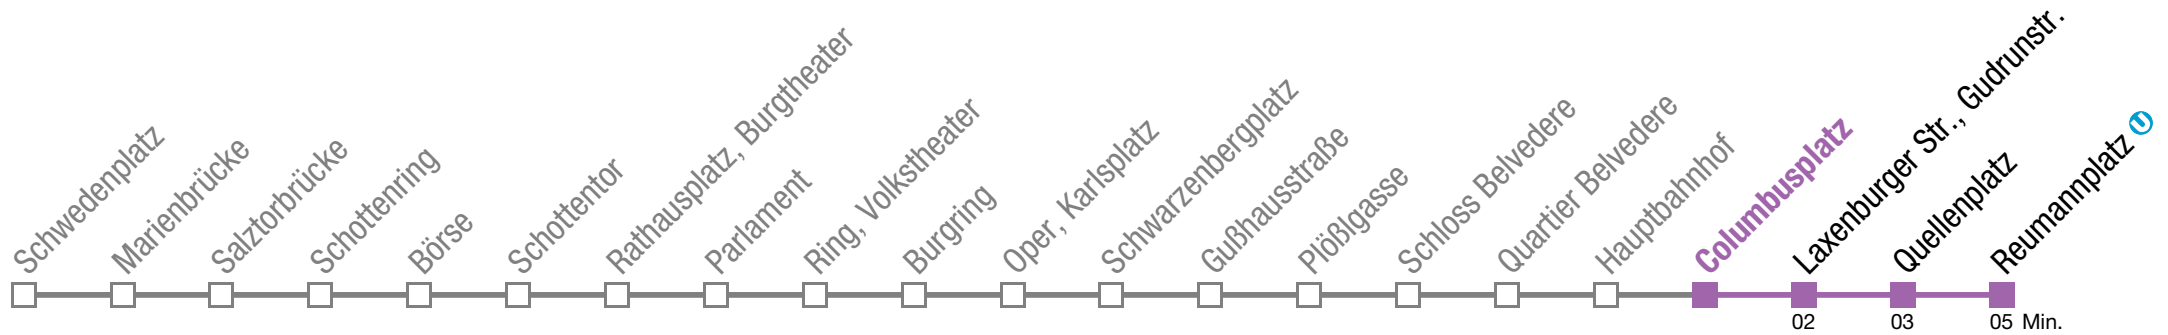 Schwedenplatz
Marienbrücke
Salztorbrücke
Schottenring
Börse
Schottentor
Rathausplatz, Burgtheater
Parlament
Ring, Volkstheater
Burgring
Oper, Karlsplatz
Schwarzenbergplatz
Gußhausstraße
Plößlgasse
Schloss Belvedere
Quartier Belvedere
Hauptbahnhof
Columbusplatz
Laxenburger Str., Gudrunstr.
Quellenplatz
Reumannplatz U
02 03 05 Min.